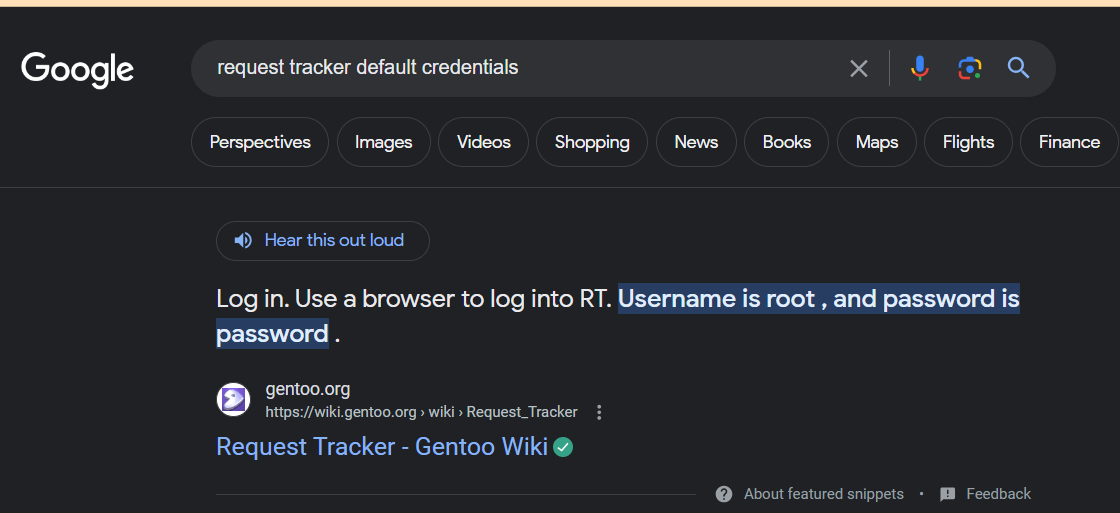 Google
request tracker default credentials
Perspectives Images Videos Shopping News Books Maps Flights Finance
Hear this out loud
Log in. Use a browser to log into RT. Username is root , and password is
password .
gentoo.org
https://wiki.gentoo.org › wiki › Request_Tracker
Request Tracker - Gentoo Wiki
About featured snippets • Feedback